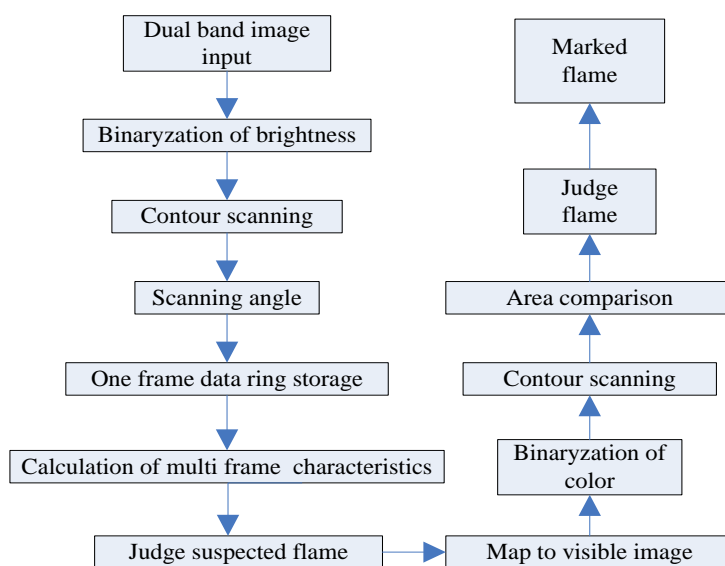 Dual band image
input
Binaryzation of brightness
Contour scanning
Scanning angle
One frame data ring storage
Calculation of multi frame characteristics
Judge suspected flame
Map to visible image
Binaryzation of
color
Contour scanning
Area comparison
Judge
flame
Marked
flame